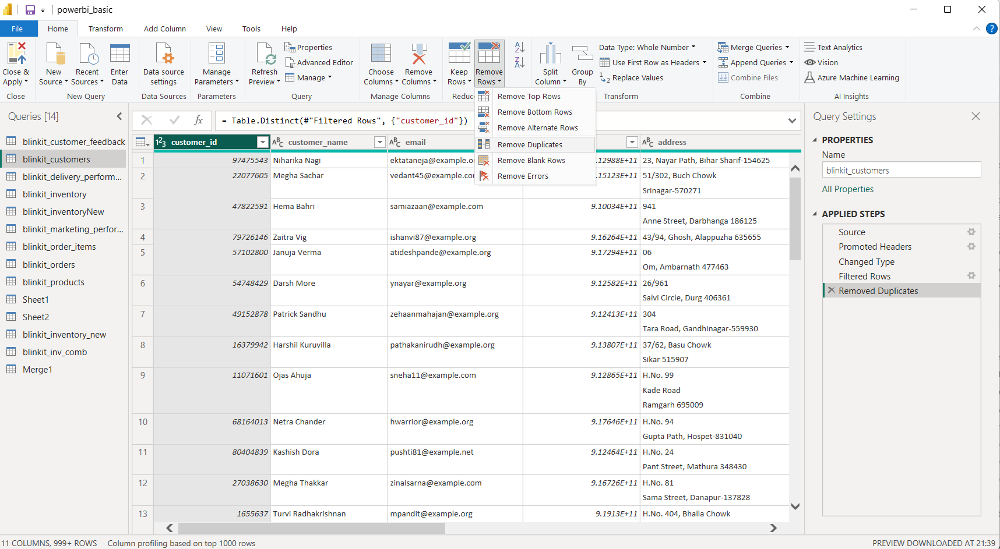 powerbi_basic
File Home Transform Add Column View Tools Help
Close & Apply
New Source
Recent Sources
Enter Data
Data source settings
Manage Parameters
Refresh Preview
Properties
Advanced Editor
Manage
Choose Columns
Remove Columns
Keep Rows
Remove Rows
Split Column
Group By
Data Type: Whole Number
Use First Row as Headers
1 2 Replace Values
Merge Queries
Append Queries
Combine Files
Text Analytics
Vision
Azure Machine Learning
Close New Query Data Sources Parameters Query Manage Columns Reduc Transform Combine AI Insights
Remove Top Rows
Remove Bottom Rows
Remove Alternate Rows
Remove Duplicates
Remove Blank Rows
Remove Errors
Queries [14]
blinkit_customer_feedback
blinkit_customers
blinkit_delivery_perform...
blinkit_inventory
blinkit_inventoryNew
blinkit_marketing_perfor...
blinkit_order_items
blinkit_orders
blinkit_products
Sheet1
Sheet2
blinkit_inventory_new
blinkit_inv_comb
Merge1
fx = Table.Distinct(#"Filtered Rows", {"customer_id"})
123 customer_id ABC customer_name ABC email ABC address
1 97475543 Niharika Nagi ektataneja@example.or .12988E+11 23, Nayar Path, Bihar Sharif-154625
2 22077605 Megha Sachar vedant45@example.cor .15123E+11 51/302, Buch Chowk
Srinagar-570271
3 47822591 Hema Bahri samiazaan@example.com 9.10034E+11 941
Anne Street, Darbhanga 186125
4 79726146 Zaitra Vig ishanvi87@example.org 9.16264E+11 43/94, Ghosh, Alappuzha 635655
5 57102800 Januja Verma atideshpande@example.org 9.17294E+11 06
Om, Ambarnath 477463
6 54748429 Darsh More ynayar@example.org 9.12582E+11 26/961
Salvi Circle, Durg 406361
7 49152878 Patrick Sandhu zehaanmahajan@example.org 9.12413E+11 304
Tara Road, Gandhinagar-559930
8 16379942 Harshil Kuruvilla pathakanirudh@example.org 9.13807E+11 37/62, Basu Chowk
Sikar 515907
9 11071601 Ojas Ahuja sneha11@example.com 9.12865E+11 H.No. 99
Kade Road
Ramgarh 695009
10 68164013 Netra Chander hwarrior@example.org 9.17646E+11 H.No. 94
Gupta Path, Hospet-831040
11 80404839 Kashish Dora pushti81@example.net 9.12464E+11 H.No. 24
Pant Street, Mathura 348430
12 27038630 Megha Thakkar zinalsarna@example.com 9.16726E+11 H.No. 81
Sama Street, Danapur-137828
13 1655637 Turvi Radhakrishnan mpandit@example.org 9.1913E+11 H.No. 404, Bhalla Chowk
Query Settings
PROPERTIES
Name
blinkit_customers
All Properties
APPLIED STEPS
Source
Promoted Headers
Changed Type
Filtered Rows
Removed Duplicates
11 COLUMNS, 999+ ROWS Column profiling based on top 1000 rows PREVIEW DOWNLOADED AT 21:39